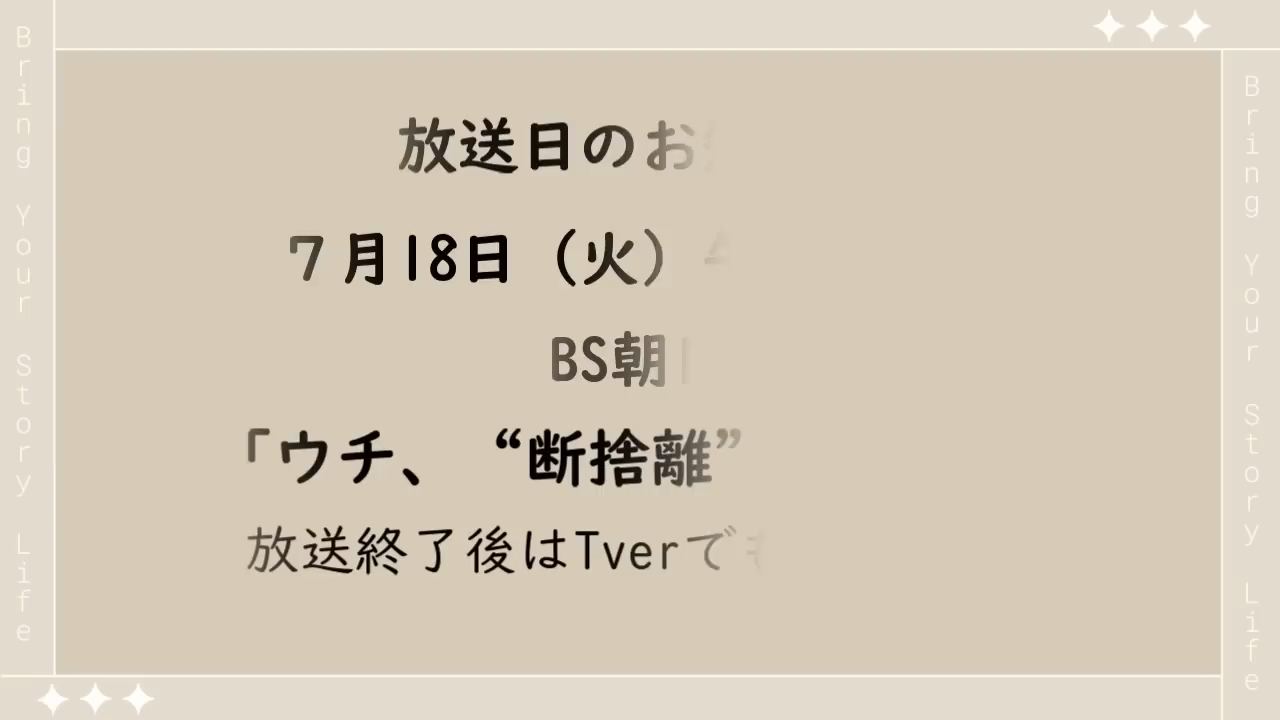 Bring Your Story Life
放送日のお
7月18日（火）
BS朝
「ウチ、“断捨離”
放送終了後はTverで
Bring Your Story Life